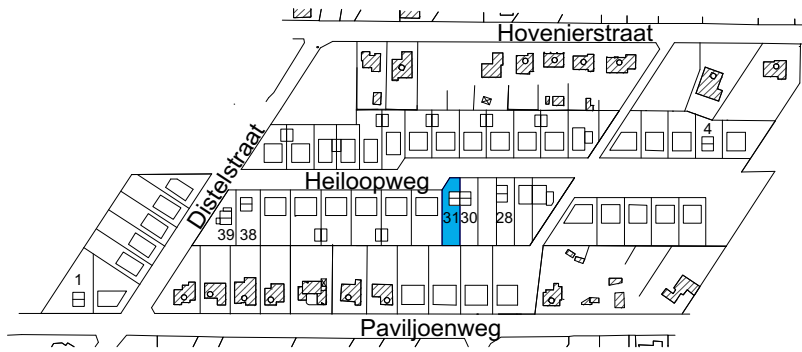 Hovenierstraat
4
Distelstraat
Heiloopweg
31 30 28
39 38
1
Paviljoenweg